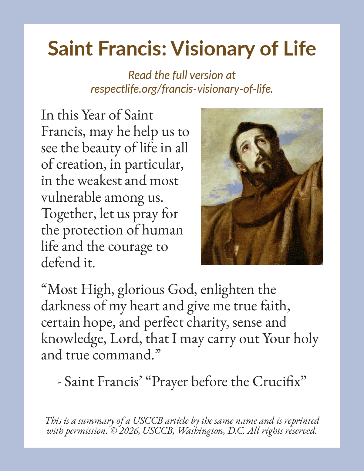 Saint Francis: Visionary of Life
Read the full version at
respectlife.org/francis-visionary-of-life.
In this Year of Saint
Francis, may he help us to
see the beauty of life in all
of creation, in particular,
in the weakest and most
vulnerable among us.
Together, let us pray for
the protection of human
life and the courage to
defend it.
“Most High, glorious God, enlighten the
darkness of my heart and give me true faith,
certain hope, and perfect charity, sense and
knowledge, Lord, that I may carry out Your holy
and true command.”
- Saint Francis’ “Prayer before the Crucifix”
This is a summary of a USCCB article by the same name and is reprinted
with permission. © 2026, USCCB, Washington, D.C. All rights reserved.